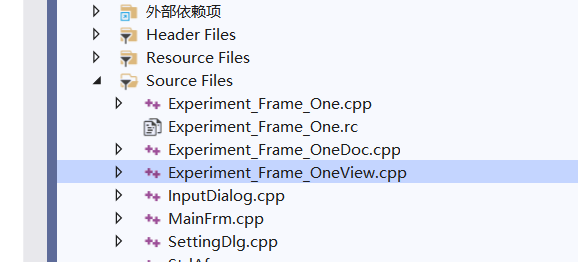 外部依赖项
Header Files
Resource Files
Source Files
Experiment_Frame_One.cpp
Experiment_Frame_One.rc
Experiment_Frame_OneDoc.cpp
Experiment_Frame_OneView.cpp
InputDialog.cpp
MainFrm.cpp
SettingDlg.cpp